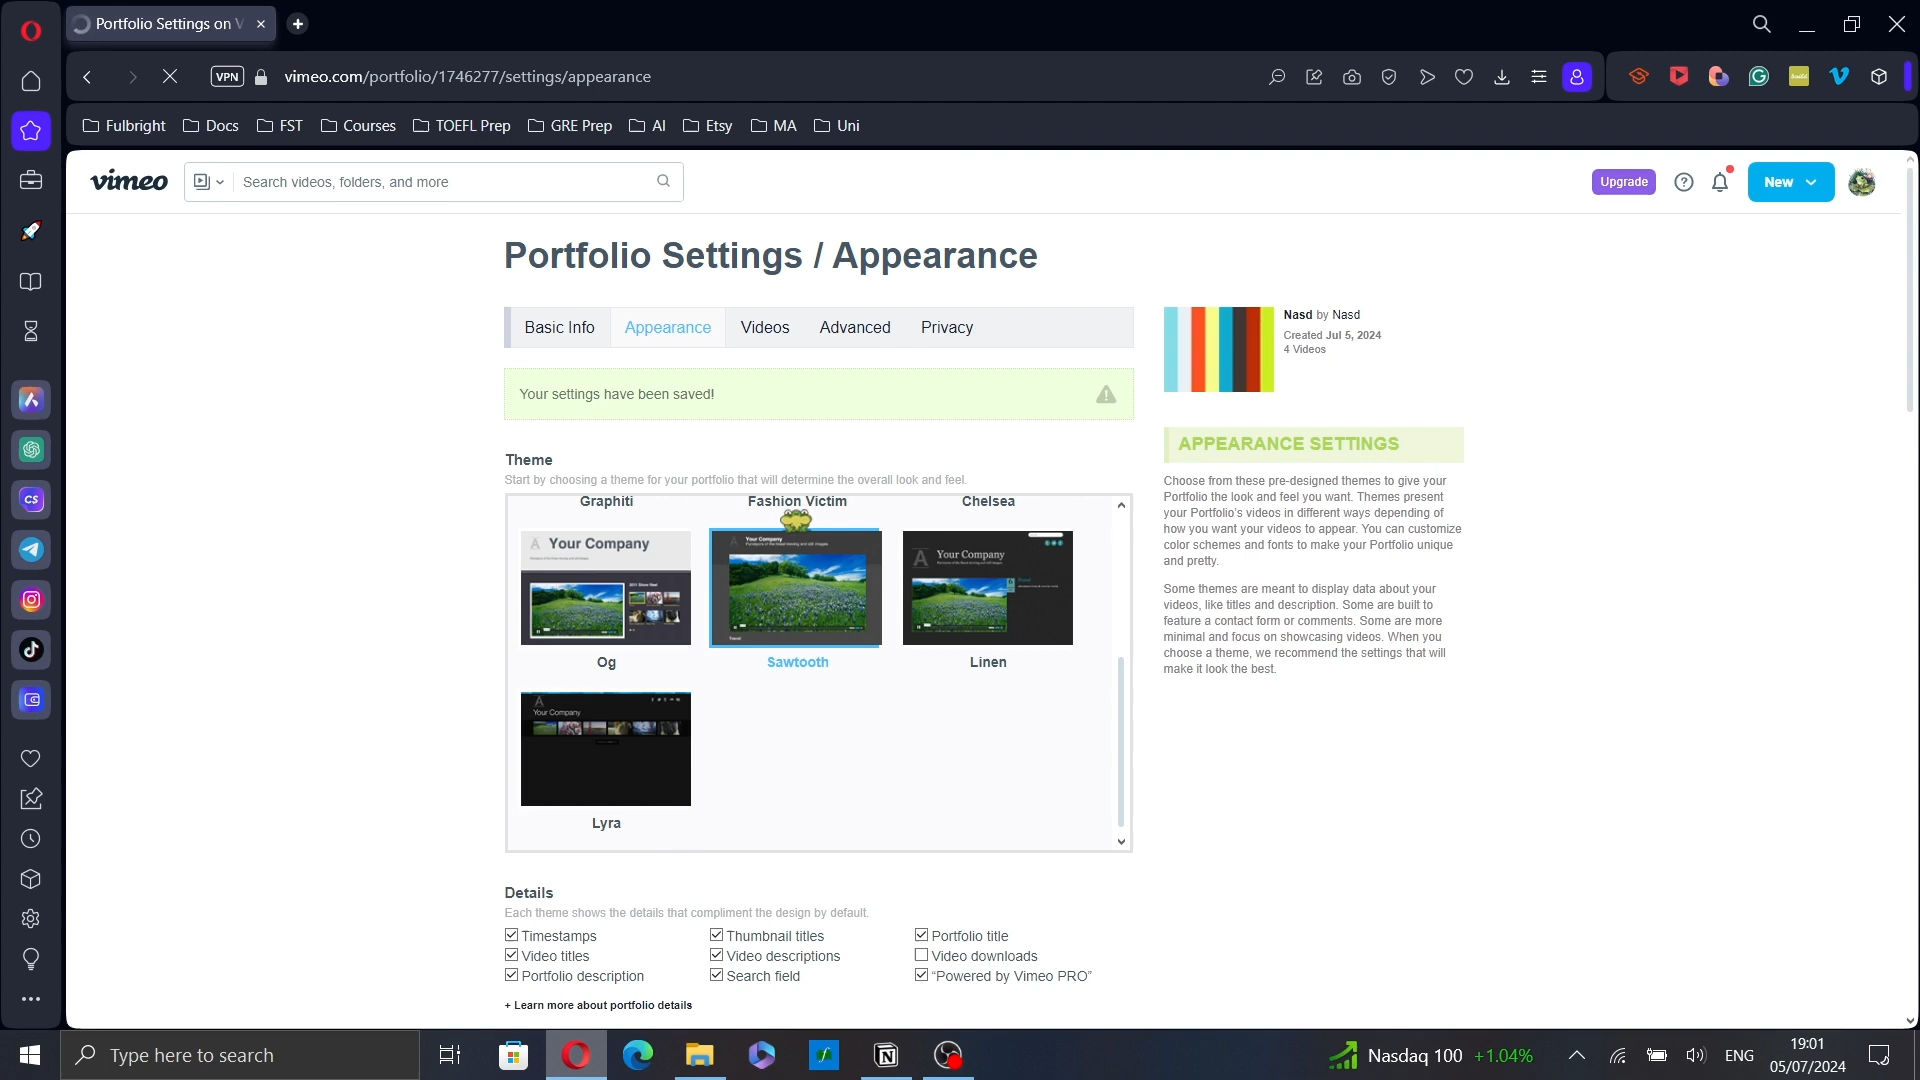 Portfolio Settings on V
VPN
vimeo.com/portfolio/1746277/settings/appearance
Fulbright
Docs
FST
Courses
TOEFL Prep
GRE Prep
AI
Etsy
MA
Uni
vimeo
Search videos, folders, and more
Upgrade
New
Portfolio Settings / Appearance
Basic Info
Appearance
Videos
Advanced
Privacy
Nasd by Nasd
Created Jul 5, 2024
4 Videos
Your settings have been saved!
APPEARANCE SETTINGS
Choose from these pre-designed themes to give your
Portfolio the look and feel you want. Themes present
your Portfolio's videos in different ways depending of
how you want your videos to appear. You can customize
color schemes and fonts to make your Portfolio unique
and pretty.
Some themes are meant to display data about your
videos, like titles and description. Some are built to
feature a contact form or comments. Some are more
minimal and focus on showcasing videos. When you
choose a theme, we recommend the settings that will
make it look the best.
Theme
Start by choosing a theme for your portfolio that will determine the overall look and feel.
Graphiti
Fashion Victim
Chelsea
A Your Company
Your Company
A Your Company
Og
Sawtooth
Linen
A
Your Company
Lyra
Details
Each theme shows the details that compliment the design by default.
Timestamps
Thumbnail titles
Portfolio title
Video titles
Video descriptions
Video downloads
Portfolio description
Search field
“Powered by Vimeo PRO”
+ Learn more about portfolio details
CS
Type here to search
Nasdaq 100 +1.04%
ENG
19:01
05/07/2024